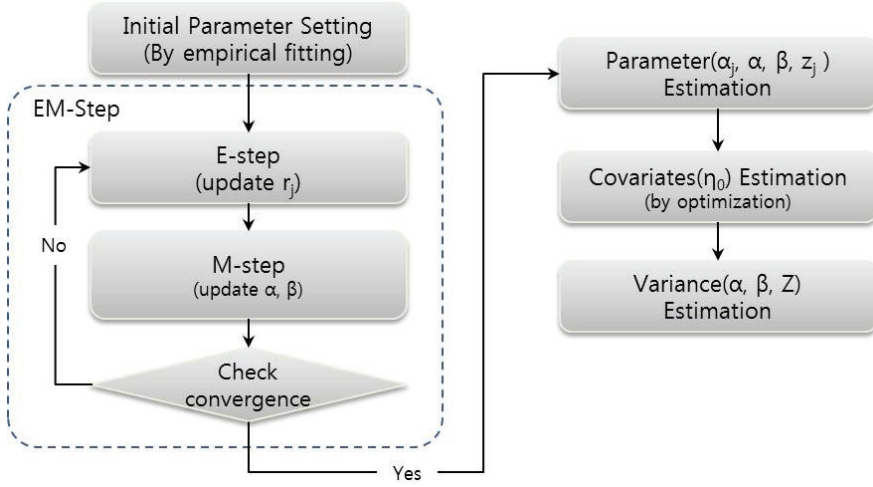 Initial Parameter Setting
(By empirical fitting)
EM-Step
E-step
(update rⱼ)
No
M-step
(update α, β)
Check
convergence
Yes
Parameter(αⱼ, α, β, zⱼ )
Estimation
Covariates(η₀) Estimation
(by optimization)
Variance(α, β, Z)
Estimation